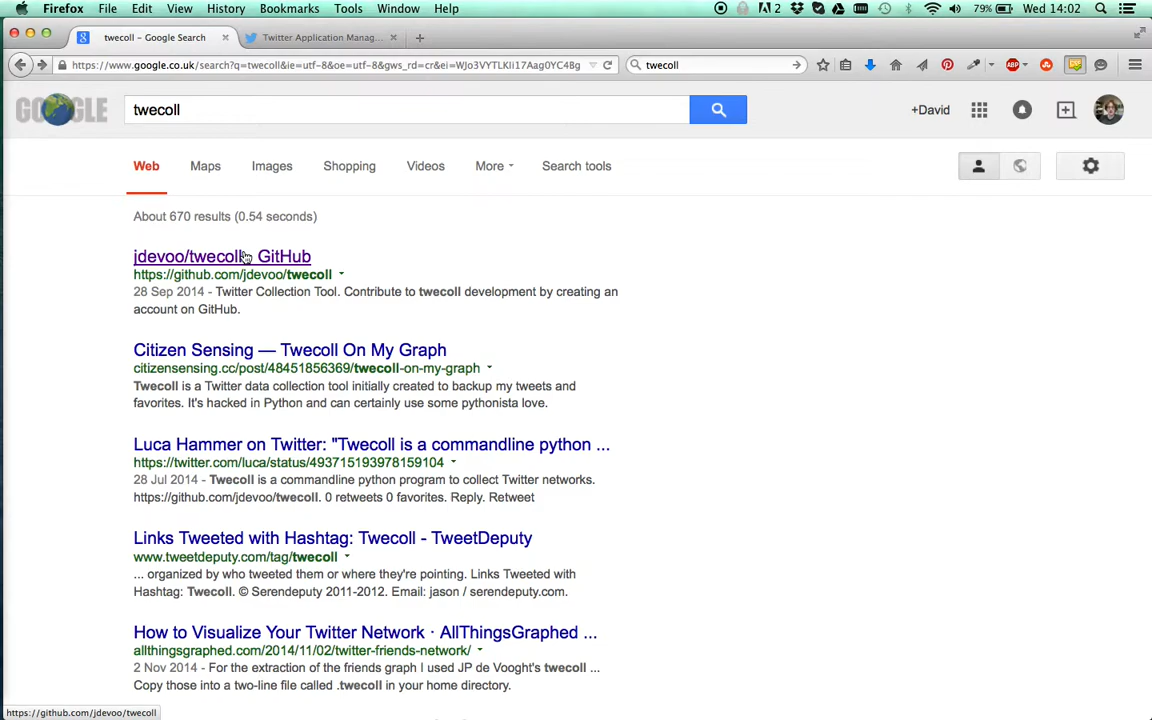 Firefox File Edit View History Bookmarks Tools Window Help 2 79% Wed 14:02
twecoll - Google Search Twitter Application Manag...
https://www.google.co.uk/search?q=twecoll&ie=utf-8&oe=utf-8&gws_rd=cr&ei=WJo3VYTLKIi17Aag0YC4Bg twecoll
GOOGLE twecoll +David
Web Maps Images Shopping Videos More Search tools
About 670 results (0.54 seconds)
jdevoo/twecoll · GitHub
https://github.com/jdevoo/twecoll
28 Sep 2014 - Twitter Collection Tool. Contribute to twecoll development by creating an
account on GitHub.
Citizen Sensing — Twecoll On My Graph
citizensensing.cc/post/48451856369/twecoll-on-my-graph
Twecoll is a Twitter data collection tool initially created to backup my tweets and
favorites. It's hacked in Python and can certainly use some pythonista love.
Luca Hammer on Twitter: "Twecoll is a commandline python ...
https://twitter.com/luca/status/493715193978159104
28 Jul 2014 - Twecoll is a commandline python program to collect Twitter networks.
https://github.com/jdevoo/twecoll. 0 retweets 0 favorites. Reply. Retweet
Links Tweeted with Hashtag: Twecoll - TweetDeputy
www.tweetdeputy.com/tag/twecoll
... organized by who tweeted them or where they're pointing. Links Tweeted with
Hashtag: Twecoll. © Serendeputy 2011-2012. Email: jason / serendeputy.com.
How to Visualize Your Twitter Network · AllThingsGraphed ...
allthingsgraphed.com/2014/11/02/twitter-friends-network/
2 Nov 2014 - For the extraction of the friends graph I used JP de Vooght's twecoll ...
Copy those into a two-line file called .twecoll in your home directory.
https://github.com/jdevoo/twecoll